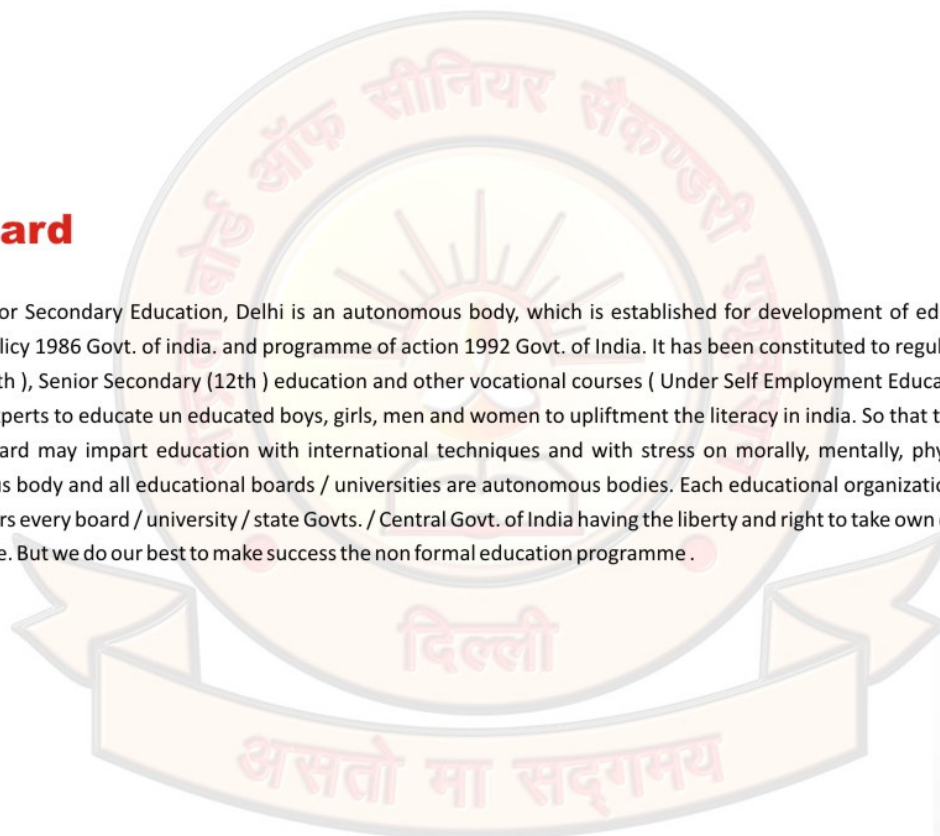 ard
or Secondary Education, Delhi is an autonomous body, which is established for development of ed
licy 1986 Govt. of india. and programme of action 1992 Govt. of India. It has been constituted to regul
th ), Senior Secondary (12th ) education and other vocational courses ( Under Self Employment Educa
xperts to educate un educated boys, girls, men and women to upliftment the literacy in india. So that t
ard may impart education with international techniques and with stress on morally, mentally, phy
us body and all educational boards / universities are autonomous bodies. Each educational organizatio
rs every board / university / state Govts. / Central Govt. of India having the liberty and right to take own
e. But we do our best to make success the non formal education programme .
बोर्ड ऑफ़ सीनियर सैकण्डरी
दिल्ली
असतो मा सद्गमय